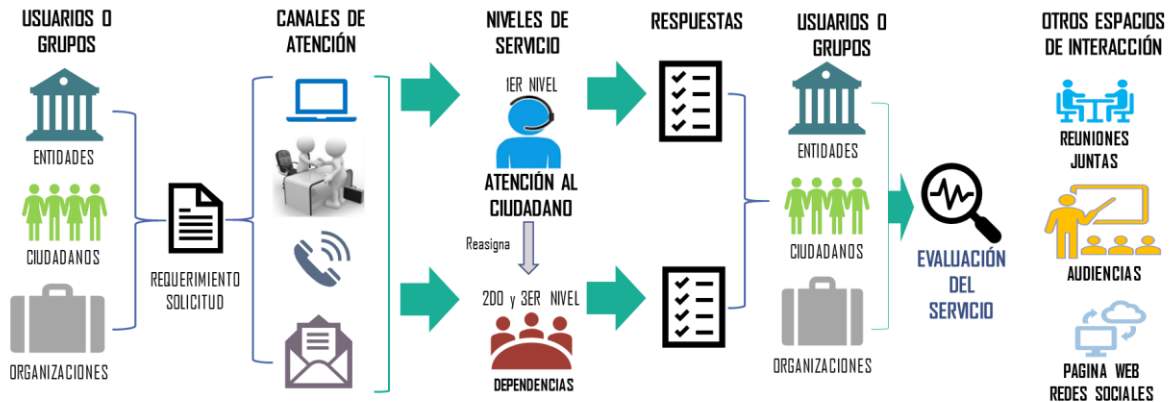 USUARIOS O
GRUPOS
ENTIDADES
CIUDADANOS
ORGANIZACIONES
REQUERIMIENTO
SOLICITUD
CANALES DE
ATENCIÓN
NIVELES DE
SERVICIO
1ER NIVEL
ATENCIÓN AL
CIUDADANO
Reasigna
2DO y 3ER NIVEL
DEPENDENCIAS
RESPUESTAS
USUARIOS O
GRUPOS
ENTIDADES
CIUDADANOS
ORGANIZACIONES
EVALUACIÓN
DEL
SERVICIO
OTROS ESPACIOS
DE INTERACCIÓN
REUNIONES
JUNTAS
AUDIENCIAS
PAGINA WEB
REDES SOCIALES